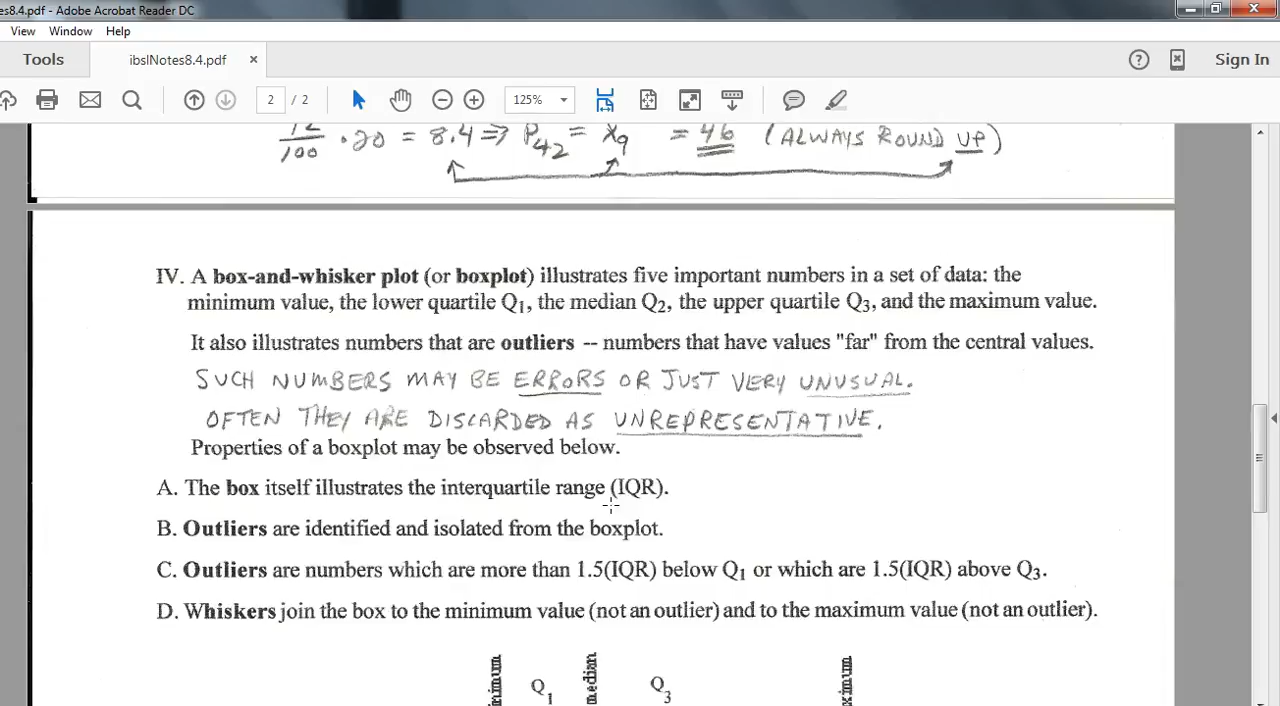 es8.4.pdf - Adobe Acrobat Reader DC
View Window Help
Tools ibslNotes8.4.pdf × Sign In
2 / 2 125%
12/100 · 20 = 8.4 ⇒ P42 = X9 = 46 (ALWAYS ROUND UP)
IV. A box-and-whisker plot (or boxplot) illustrates five important numbers in a set of data: the
minimum value, the lower quartile Q1, the median Q2, the upper quartile Q3, and the maximum value.
It also illustrates numbers that are outliers -- numbers that have values "far" from the central values.
SUCH NUMBERS MAY BE ERRORS OR JUST VERY UNUSUAL.
OFTEN THEY ARE DISCARDED AS UNREPRESENTATIVE.
Properties of a boxplot may be observed below.
A. The box itself illustrates the interquartile range (IQR).
B. Outliers are identified and isolated from the boxplot.
C. Outliers are numbers which are more than 1.5(IQR) below Q1 or which are 1.5(IQR) above Q3.
D. Whiskers join the box to the minimum value (not an outlier) and to the maximum value (not an outlier).
nimum Q1 median Q3 ximum